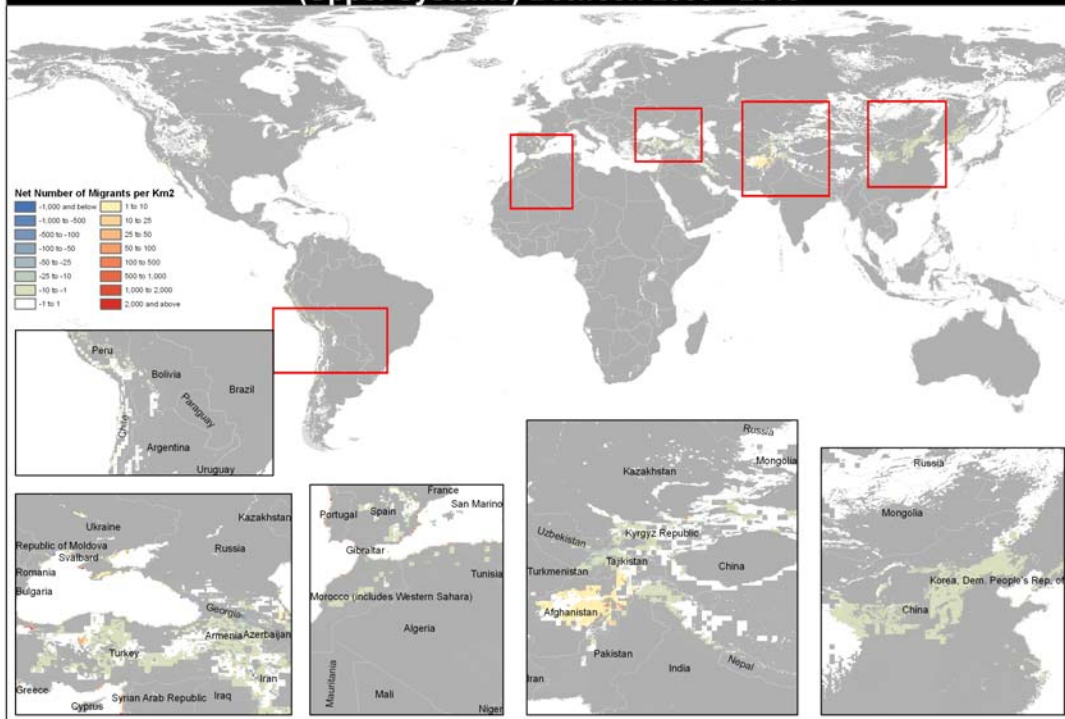 (Upper Systems) Between
Net Number of Migrants per Km2
-1,000 and below
1 to 10
-1,000 to -500
10 to 25
-500 to -100
25 to 50
-100 to -50
50 to 100
-50 to -25
100 to 500
-25 to -10
500 to 1,000
-10 to -1
1,000 to 2,000
-1 to 1
2,000 and above
Peru
Bolivia
Brazil
Paraguay
Chile
Argentina
Uruguay
Ukraine
Kazakhstan
Republic of Moldova
Svalbard
Russia
Romania
Bulgaria
Georgia
Armenia
Azerbaijan
Turkey
Iran
Greece
Syrian Arab Republic
Iraq
Cyprus
France
Portugal
Spain
San Marino
Gibraltar
Tunisia
Morocco (includes Western Sahara)
Algeria
Mauritania
Mali
Niger
Russia
Mongolia
Kazakhstan
Uzbekistan
Kyrgyz Republic
Turkmenistan
Tajikistan
China
Afghanistan
Pakistan
Iran
India
Nepal
Russia
Mongolia
Korea, Dem. People's Rep. of
China